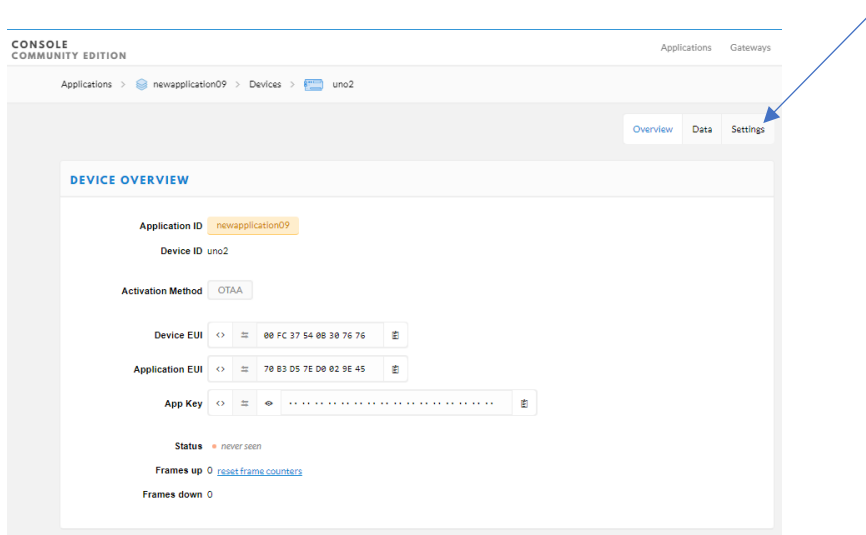 CONSOLE
COMMUNITY EDITION
Applications Gateways
Applications > newapplication09 > Devices > uno2
Overview Data Settings
DEVICE OVERVIEW
Application ID newapplication09
Device ID uno2
Activation Method OTAA
Device EUI <> 00 FC 37 54 0B 30 76 76
Application EUI <> 70 B3 D5 7E D0 02 9E 45
App Key <> ·· ·· ·· ·· ·· ·· ·· ·· ·· ·· ·· ·· ·· ·· ·· ··
Status • never seen
Frames up 0 reset frame counters
Frames down 0